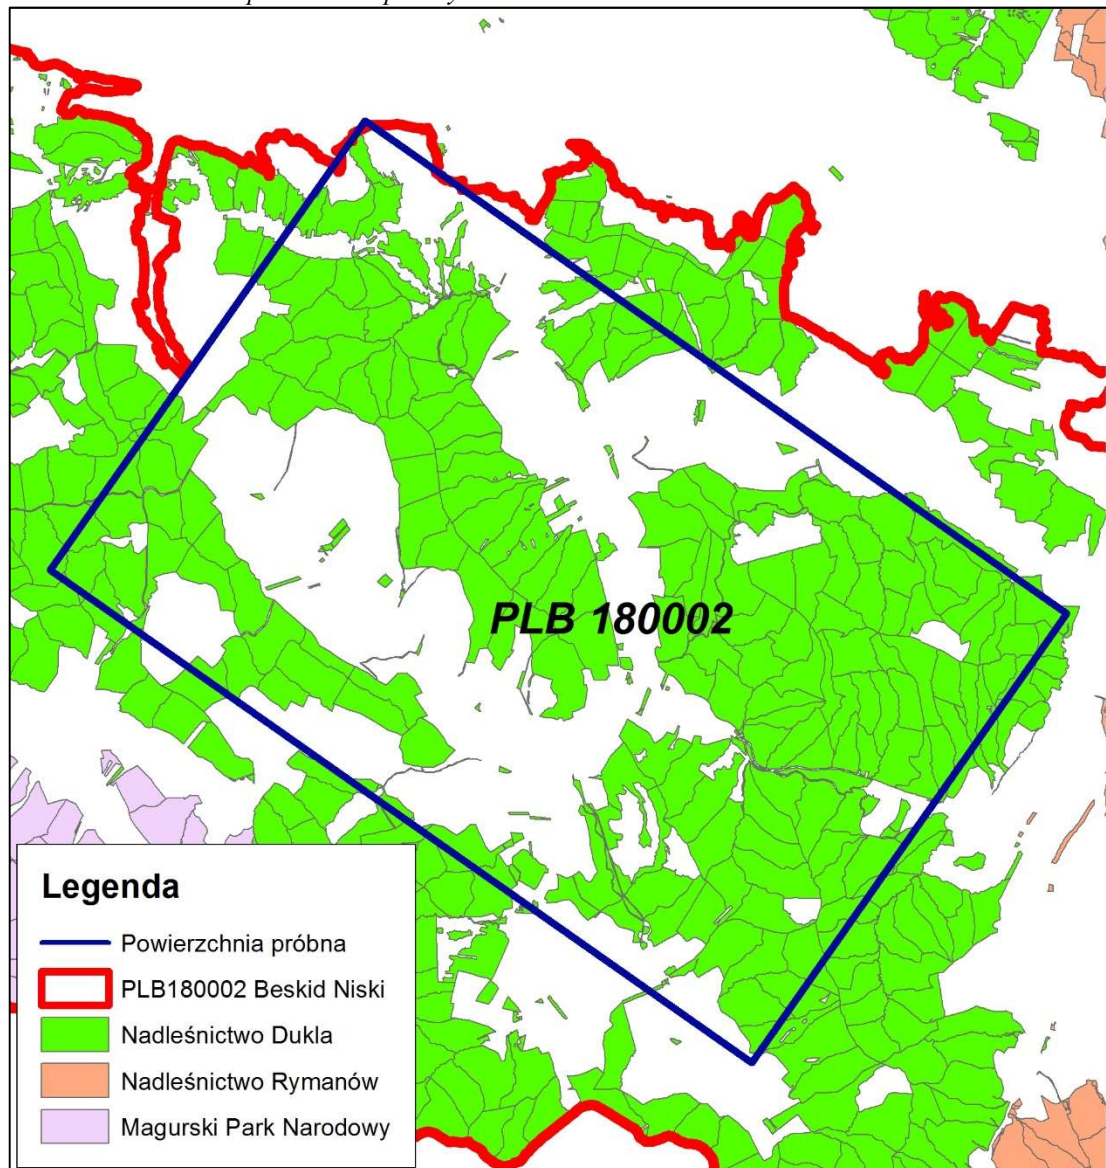 PLB 180002
Legenda
Powierzchnia próbna
PLB180002 Beskid Niski
Nadleśnictwo Dukla
Nadleśnictwo Rymanów
Magurski Park Narodowy